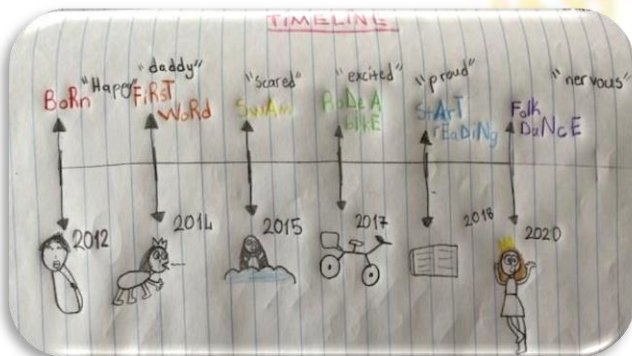 TIMELINE
BoRn "Hapey"
"daddy"
FiRST
WoRd
"scared"
SwAm
"excited"
RoDe A
bikE
"proud"
StArT
rEaDiNg
"nervous"
Folk
DaNcE
2012
2014
2015
2017
2018
2020